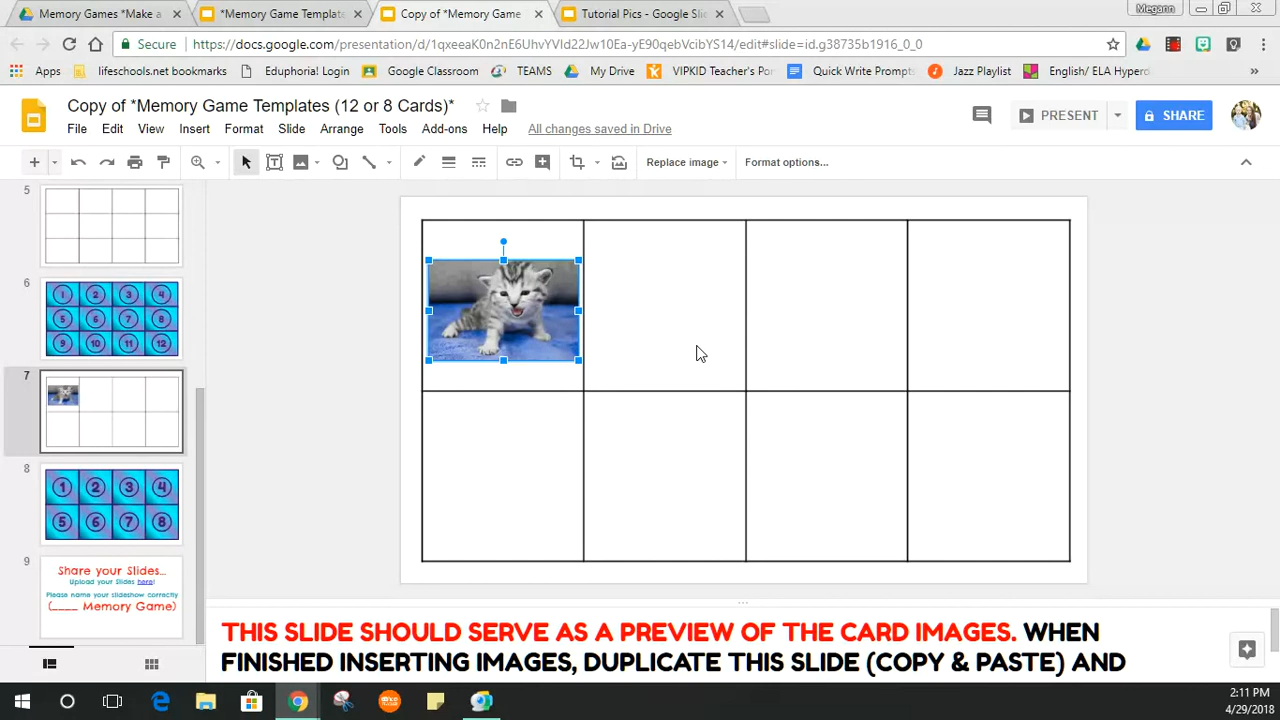 Memory Games *Make a
*Memory Game Template
Copy of *Memory Game
Tutorial Pics - Google Slid
Megann
Secure
https://docs.google.com/presentation/d/1rkeeiK0n2nE6UhvYVId22Jw10Ea-yE90qebVcibYS14/edit#slide=id.g38735b1916_0_0
Apps
lifeschools.net bookmarks
Eduphoria! Login
Google Classroom
TEAMS
My Drive
VIPKID Teacher's Por
Quick Write Prompts
Jazz Playlist
English/ ELA Hyperd
»
Copy of *Memory Game Templates (12 or 8 Cards)*
PRESENT
SHARE
File Edit View Insert Format Slide Arrange Tools Add-ons Help All changes saved in Drive
Replace image
Format options...
5
6
1 2 3 4
5 6 7 8
9 10 11 12
7
8
1 2 3 4
5 6 7 8
9
Share your Slides...
Upload your Slides here!
Please name your slideshow correctly
(____ Memory Game)
THIS SLIDE SHOULD SERVE AS A PREVIEW OF THE CARD IMAGES. WHEN
FINISHED INSERTING IMAGES, DUPLICATE THIS SLIDE (COPY & PASTE) AND
2:11 PM
4/29/2018